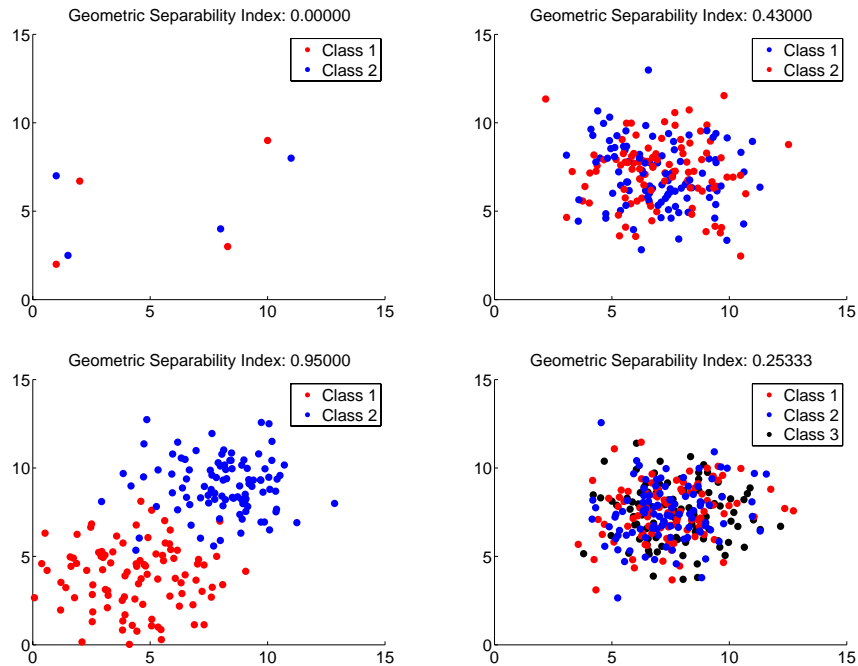 Geometric Separability Index: 0.00000
15
10
5
0
0 5 10 15
Class 1
Class 2
Geometric Separability Index: 0.43000
15
10
5
0
0 5 10 15
Class 1
Class 2
Geometric Separability Index: 0.95000
15
10
5
0
0 5 10 15
Class 1
Class 2
Geometric Separability Index: 0.25333
15
10
5
0
0 5 10 15
Class 1
Class 2
Class 3